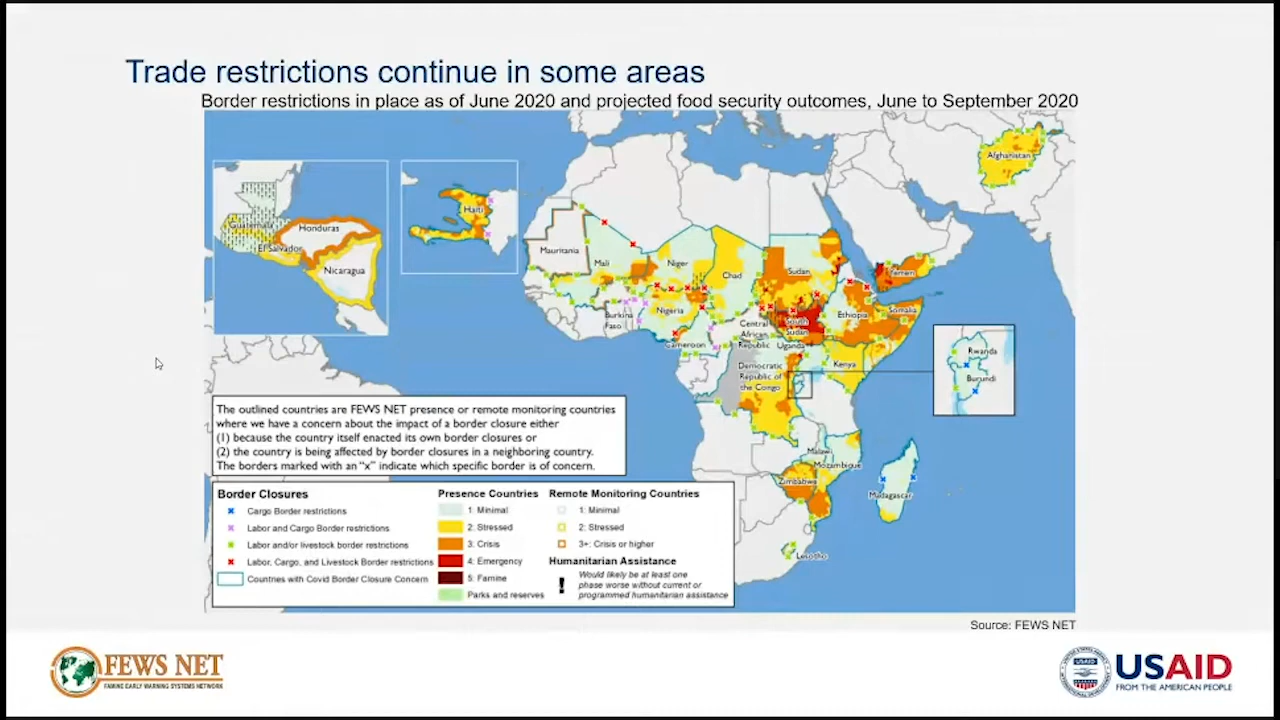 Trade restrictions continue in some areas
Border restrictions in place as of June 2020 and projected food security outcomes, June to September 2020
Guatemala
El Salvador
Honduras
Nicaragua
Haiti
Mauritania
Mali
Niger
Chad
Sudan
Burkina
Faso
Nigeria
Cameroon
Central
African
Republic
South
Sudan
Ethiopia
Somalia
Yemen
Afghanistan
Uganda
Kenya
Democratic
Republic of
the Congo
Rwanda
Burundi
Malawi
Mozambique
Zimbabwe
Madagascar
Lesotho
The outlined countries are FEWS NET presence or remote monitoring countries
where we have a concern about the impact of a border closure either
(1) because the country itself enacted its own border closures or
(2) the country is being affected by border closures in a neighboring country.
The borders marked with an "x" indicate which specific border is of concern.
Border Closures
Cargo Border restrictions
Labor and Cargo Border restrictions
Labor and/or livestock border restrictions
Labor, Cargo, and Livestock Border restrictions
Countries with Covid Border Closure Concern
Presence Countries
1: Minimal
2: Stressed
3: Crisis
4: Emergency
5: Famine
Parks and reserves
Remote Monitoring Countries
1: Minimal
2: Stressed
3+: Crisis or higher
Humanitarian Assistance
!
Would likely be at least one
phase worse without current or
programmed humanitarian assistance
Source: FEWS NET
FEWS NET
FAMINE EARLY WARNING SYSTEMS NETWORK
USAID
USAID
FROM THE AMERICAN PEOPLE